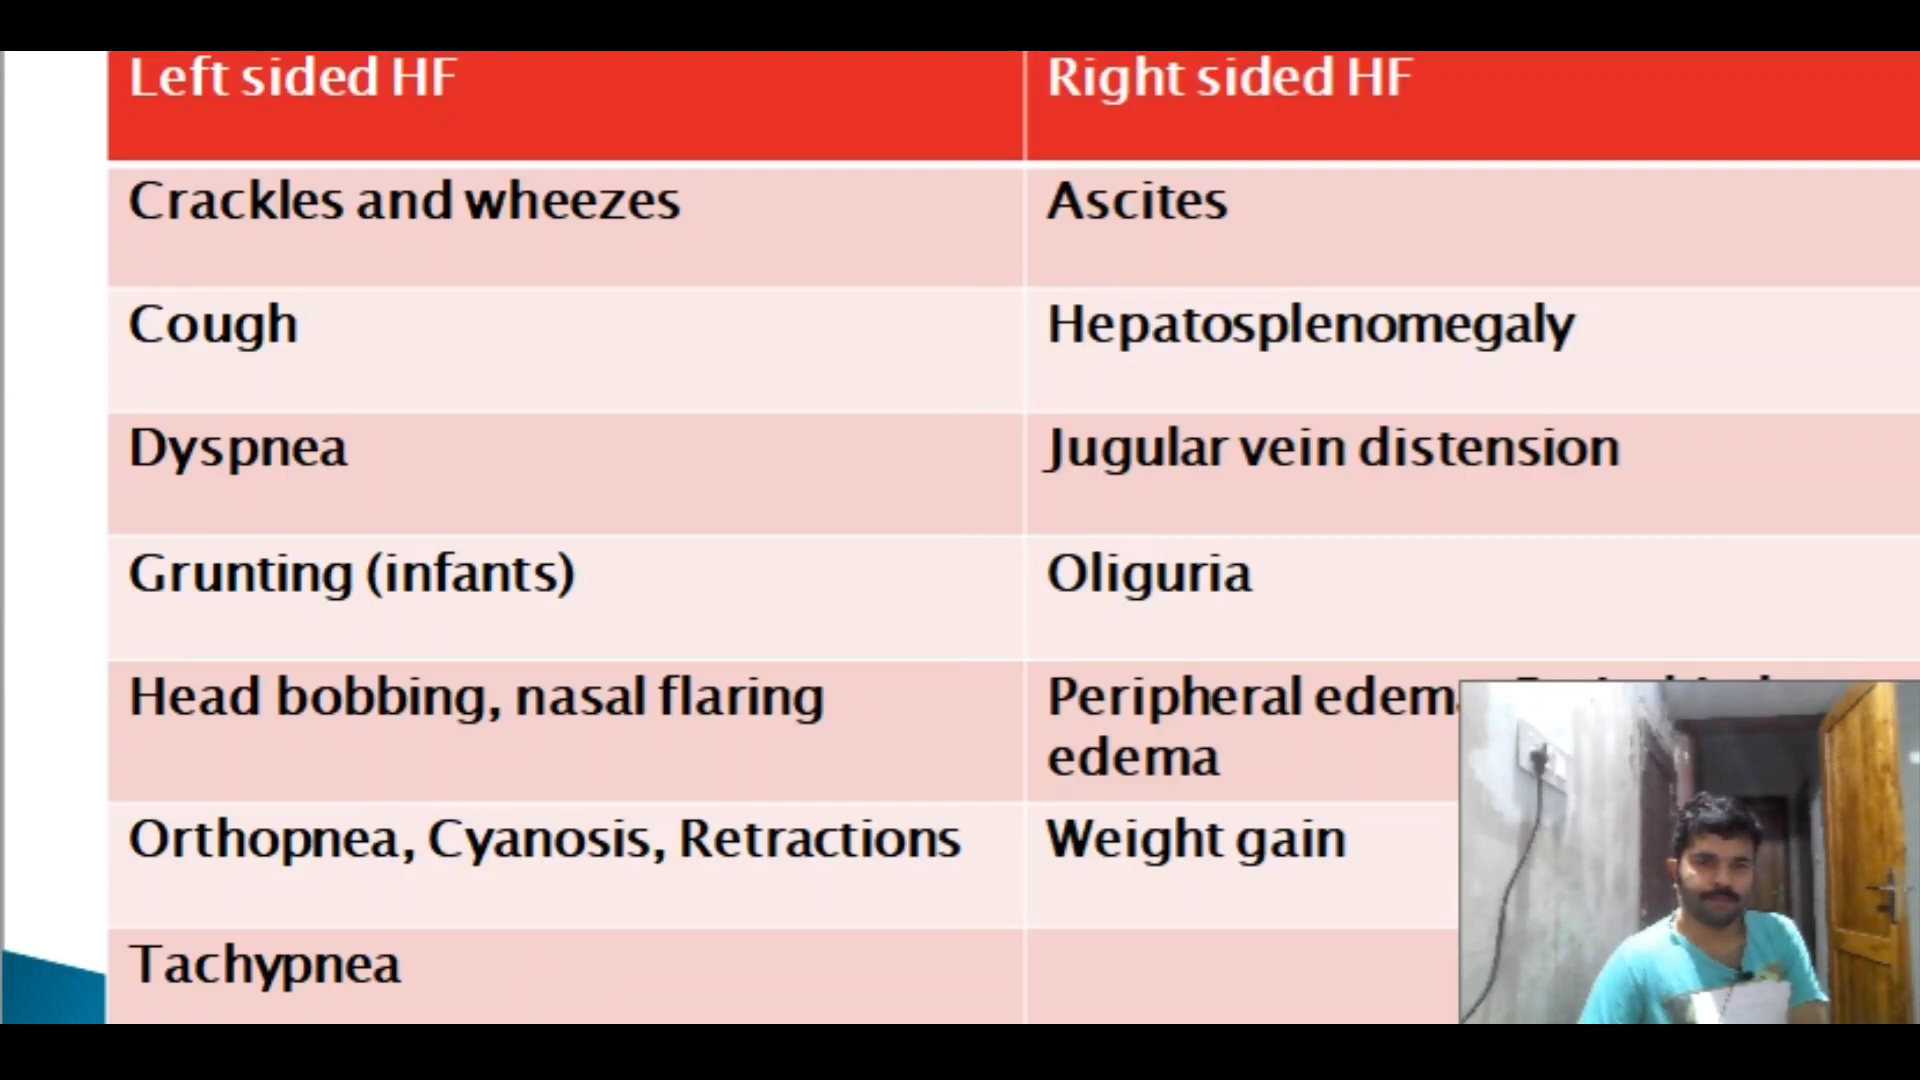 Left sided HF
Right sided HF
Crackles and wheezes
Ascites
Cough
Hepatosplenomegaly
Dyspnea
Jugular vein distension
Grunting (infants)
Oliguria
Head bobbing, nasal flaring
Peripheral
edema
Orthopnea, Cyanosis, Retractions
Weight gain
Tachypnea